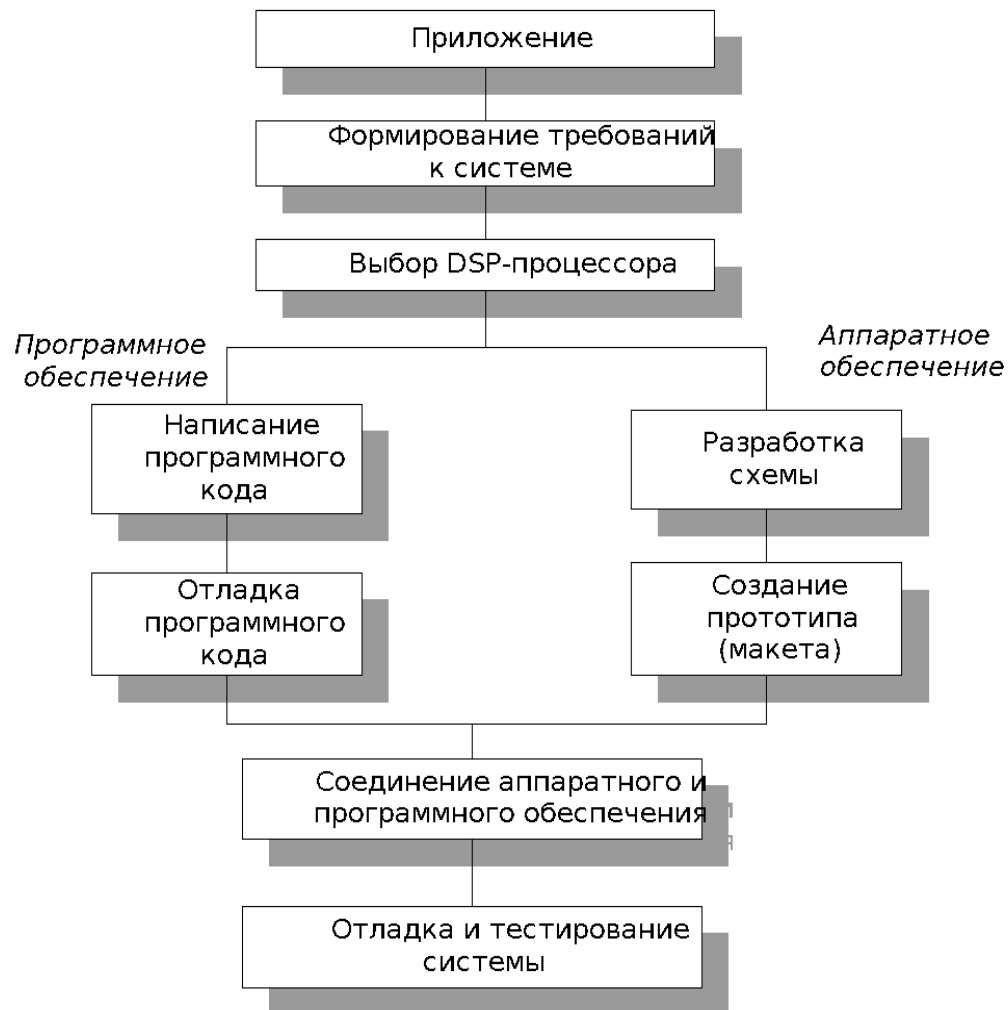 Приложение
Формирование требований
к системе
Выбор DSP-процессора
Программное
обеспечение
Аппаратное
обеспечение
Написание
программного
кода
Разработка
схемы
Отладка
программного
кода
Создание
прототипа
(макета)
Соединение аппаратного и
программного обеспечения
Отладка и тестирование
системы